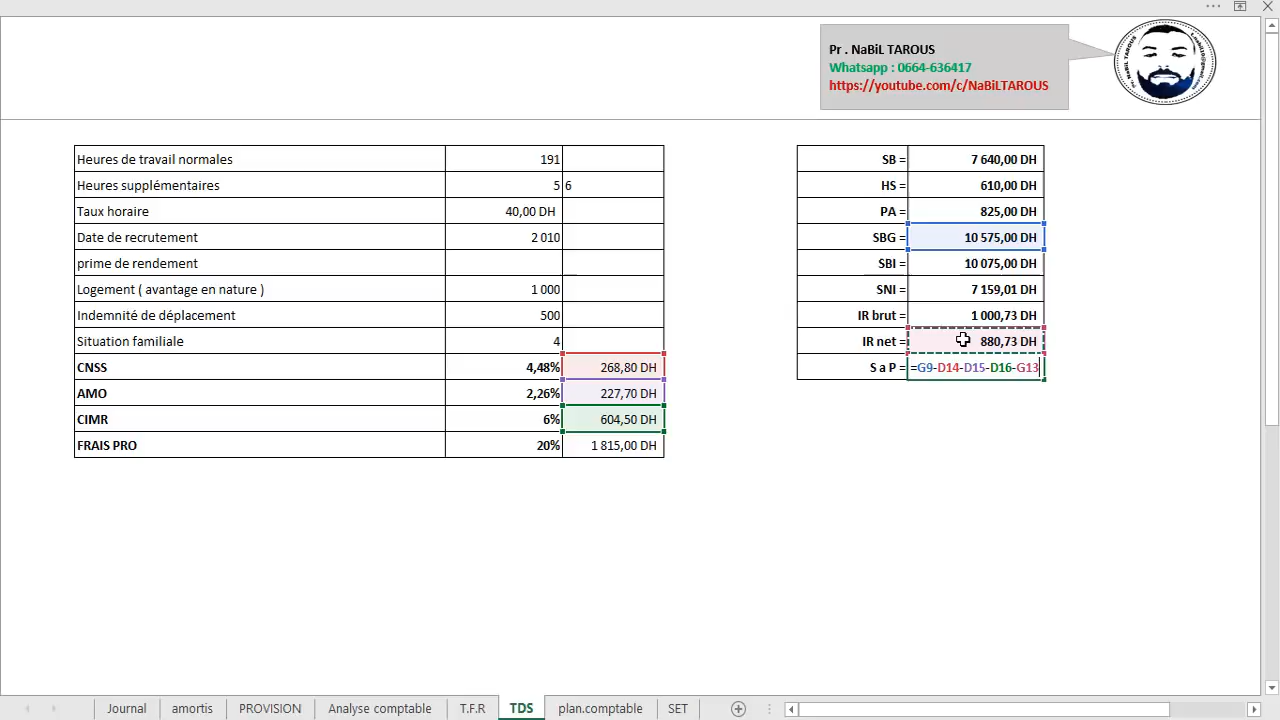 Pr . NaBiL TAROUS
Whatsapp : 0664-636417
https://youtube.com/c/NaBiLTAROUS
Heures de travail normales 191
Heures supplémentaires 5 6
Taux horaire 40,00 DH
Date de recrutement 2 010
prime de rendement
Logement ( avantage en nature ) 1 000
Indemnité de déplacement 500
Situation familiale 4
CNSS 4,48% 268,80 DH
AMO 2,26% 227,70 DH
CIMR 6% 604,50 DH
FRAIS PRO 20% 1 815,00 DH
SB = 7 640,00 DH
HS = 610,00 DH
PA = 825,00 DH
SBG = 10 575,00 DH
SBI = 10 075,00 DH
SNI = 7 159,01 DH
IR brut = 1 000,73 DH
IR net = 880,73 DH
S a P = =G9-D14-D15-D16-G13
Journal amortis PROVISION Analyse comptable T.F.R TDS plan.comptable SET